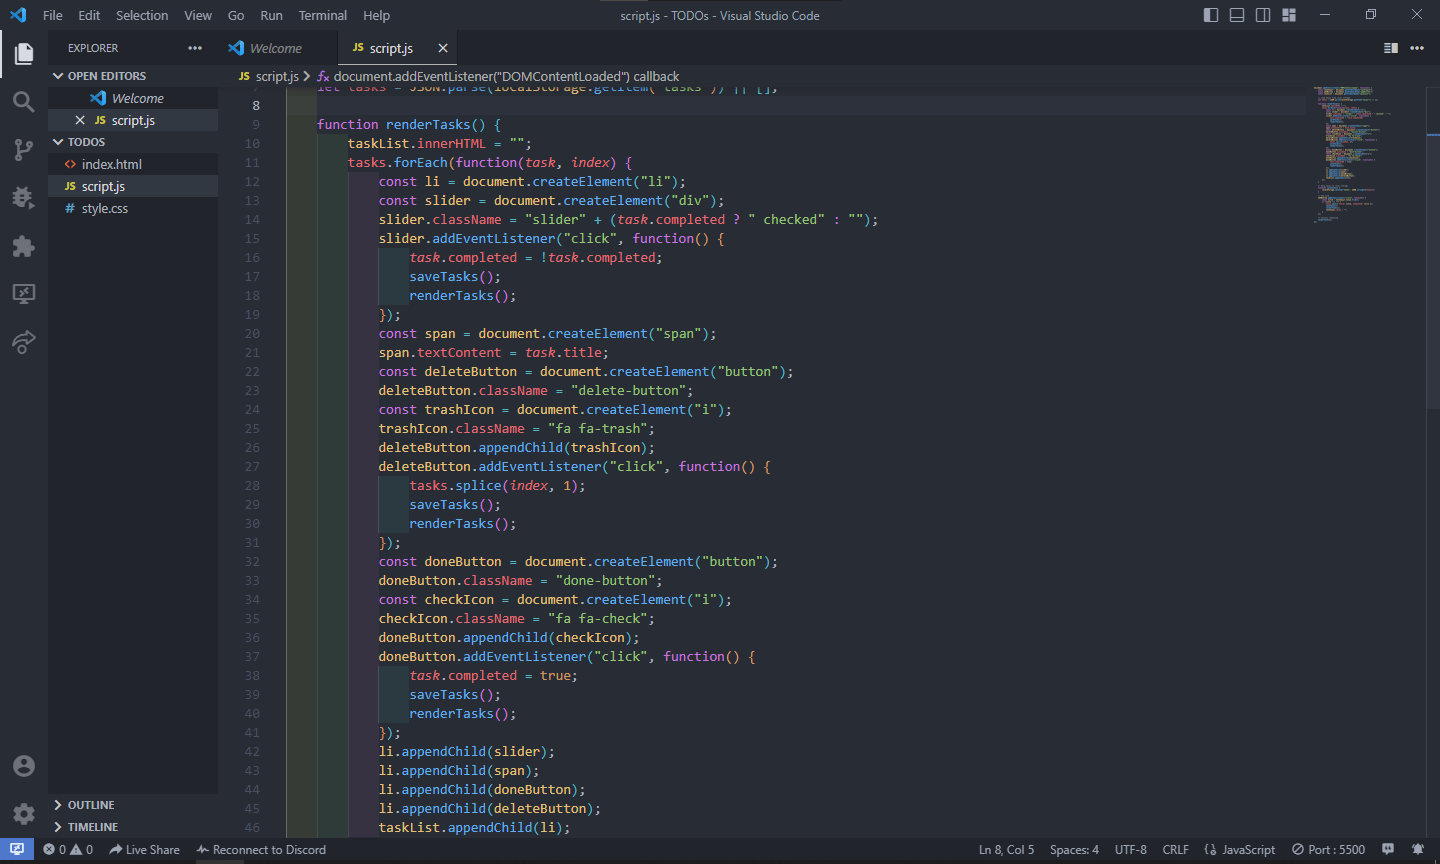 File Edit Selection View Go Run Terminal Help
script.js - TODOs - Visual Studio Code
EXPLORER
Welcome
JS script.js
OPEN EDITORS
Welcome
JS script.js
TODOS
index.html
JS script.js
# style.css
OUTLINE
TIMELINE
JS script.js > document.addEventListener("DOMContentLoaded") callback
7 let tasks = JSON.parse(localStorage.getItem("tasks")) || [];
8
9 function renderTasks() {
10 taskList.innerHTML = "";
11 tasks.forEach(function(task, index) {
12 const li = document.createElement("li");
13 const slider = document.createElement("div");
14 slider.className = "slider" + (task.completed ? " checked" : "");
15 slider.addEventListener("click", function() {
16 task.completed = !task.completed;
17 saveTasks();
18 renderTasks();
19 });
20 const span = document.createElement("span");
21 span.textContent = task.title;
22 const deleteButton = document.createElement("button");
23 deleteButton.className = "delete-button";
24 const trashIcon = document.createElement("i");
25 trashIcon.className = "fa fa-trash";
26 deleteButton.appendChild(trashIcon);
27 deleteButton.addEventListener("click", function() {
28 tasks.splice(index, 1);
29 saveTasks();
30 renderTasks();
31 });
32 const doneButton = document.createElement("button");
33 doneButton.className = "done-button";
34 const checkIcon = document.createElement("i");
35 checkIcon.className = "fa fa-check";
36 doneButton.appendChild(checkIcon);
37 doneButton.addEventListener("click", function() {
38 task.completed = true;
39 saveTasks();
40 renderTasks();
41 });
42 li.appendChild(slider);
43 li.appendChild(span);
44 li.appendChild(doneButton);
45 li.appendChild(deleteButton);
46 taskList.appendChild(li);
0 0 Live Share Reconnect to Discord
Ln 8, Col 5 Spaces: 4 UTF-8 CRLF {} JavaScript Port : 5500